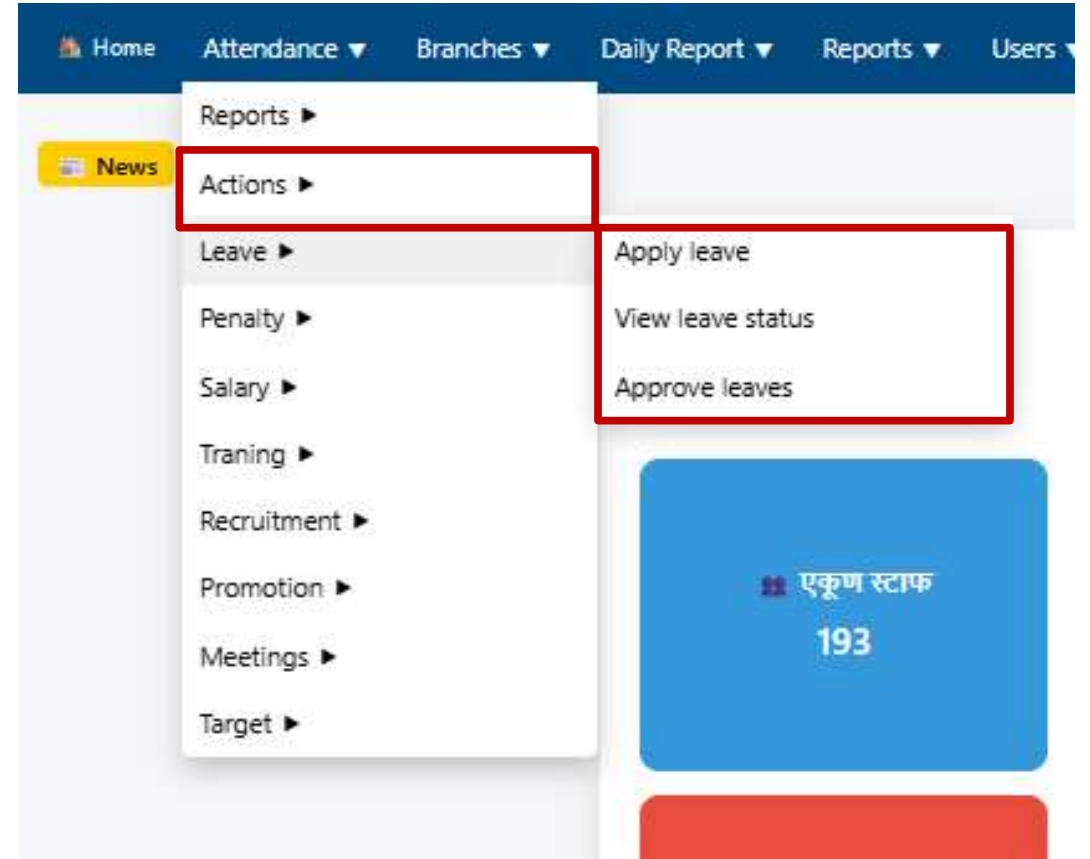 Home Attendance ▼ Branches ▼ Daily Report ▼ Reports ▼ Users ▼
News
Reports ▶
Actions ▶
Leave ▶
Penalty ▶
Salary ▶
Traning ▶
Recruitment ▶
Promotion ▶
Meetings ▶
Target ▶
Apply leave
View leave status
Approve leaves
एकूण स्टाफ
193